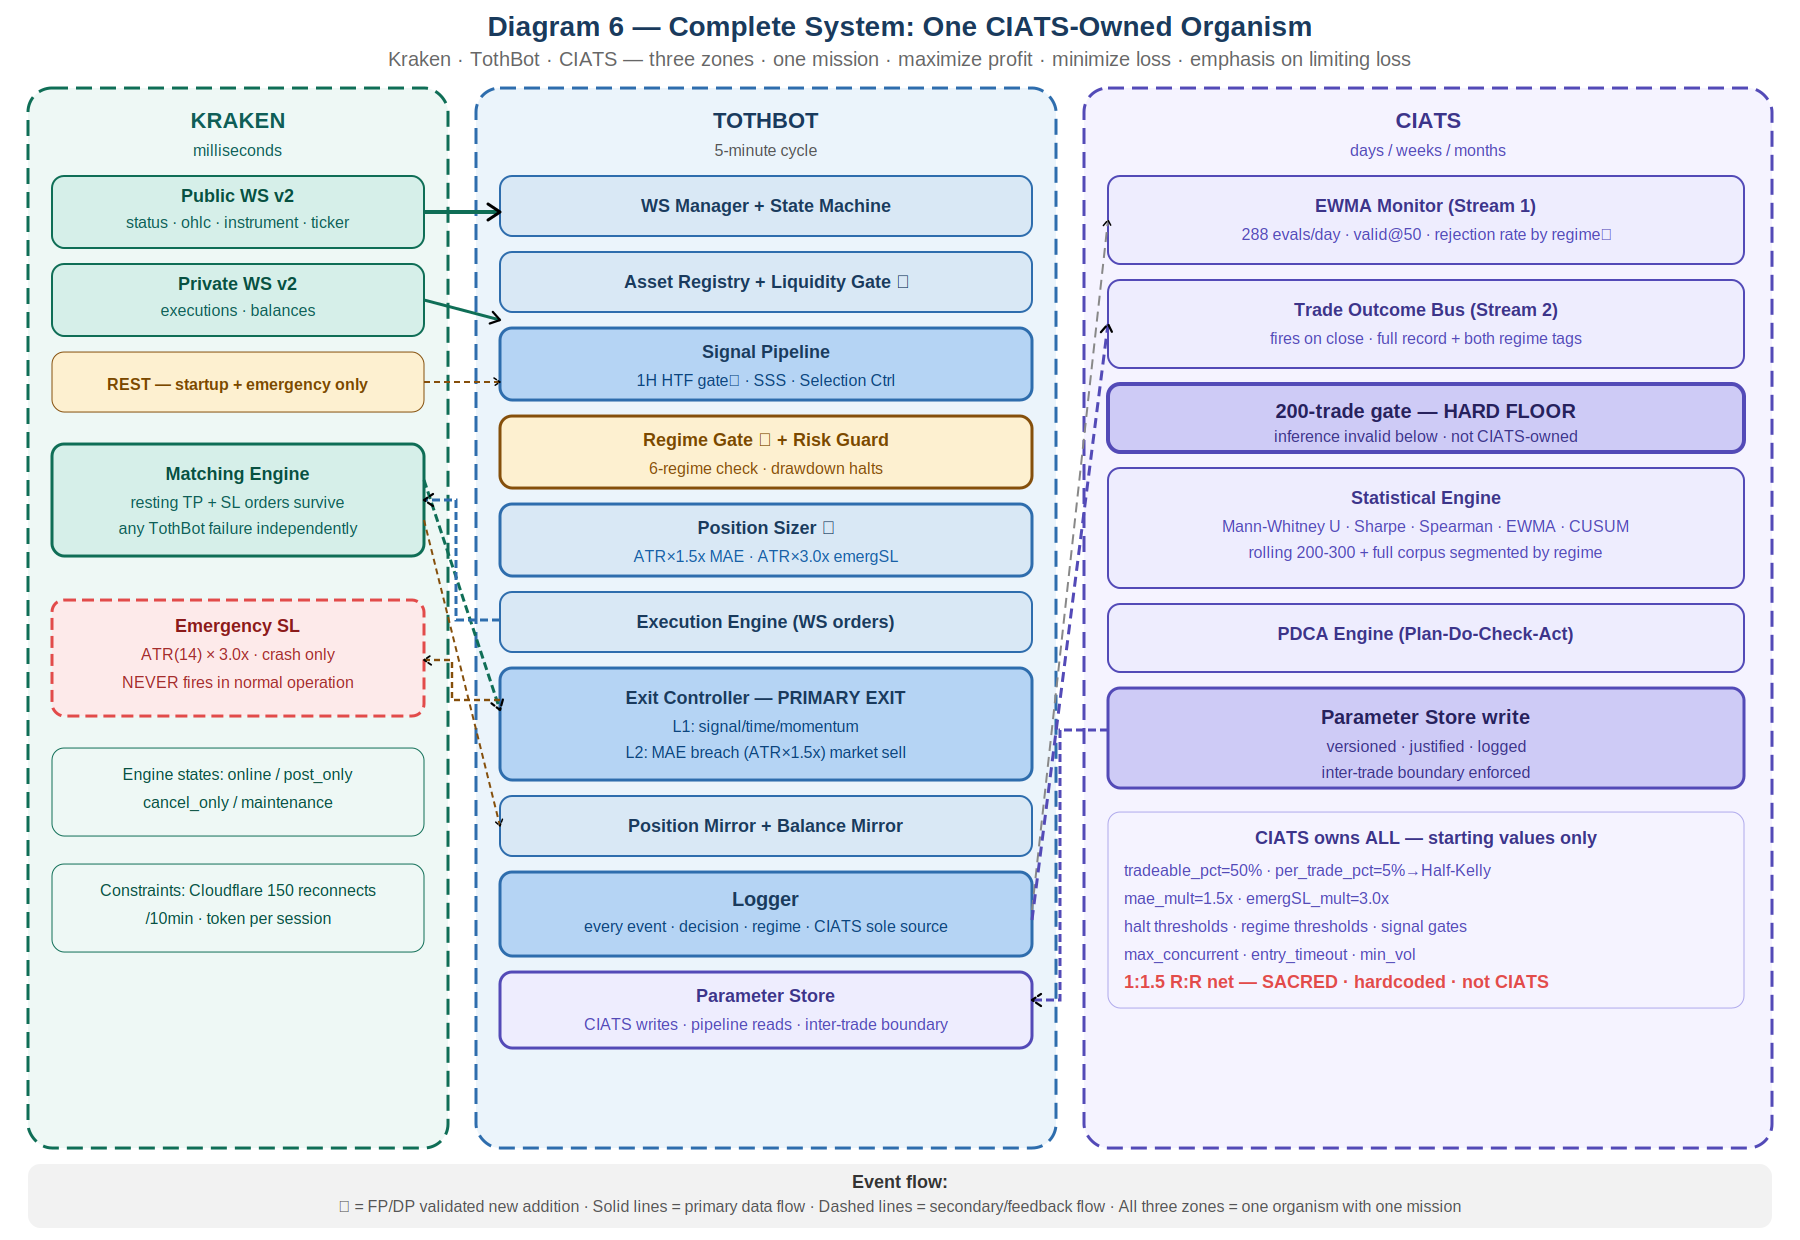 Diagram 6 — Complete System: One CIATS-Owned Organism
Kraken · TothBot · CIATS — three zones · one mission · maximize profit · minimize loss · emphasis on limiting loss
KRAKEN
milliseconds
Public WS v2
status · ohlc · instrument · ticker
Private WS v2
executions · balances
REST — startup + emergency only
Matching Engine
resting TP + SL orders survive
any TothBot failure independently
Emergency SL
ATR(14) × 3.0x · crash only
NEVER fires in normal operation
Engine states: online / post_only
cancel_only / maintenance
Constraints: Cloudflare 150 reconnects
/10min · token per session
TOTHBOT
5-minute cycle
WS Manager + State Machine
Asset Registry + Liquidity Gate
Signal Pipeline
1H HTF gate · SSS · Selection Ctrl
Regime Gate + Risk Guard
6-regime check · drawdown halts
Position Sizer
ATR×1.5x MAE · ATR×3.0x emergSL
Execution Engine (WS orders)
Exit Controller — PRIMARY EXIT
L1: signal/time/momentum
L2: MAE breach (ATR×1.5x) market sell
Position Mirror + Balance Mirror
Logger
every event · decision · regime · CIATS sole source
Parameter Store
CIATS writes · pipeline reads · inter-trade boundary
CIATS
days / weeks / months
EWMA Monitor (Stream 1)
288 evals/day · valid@50 · rejection rate by regime
Trade Outcome Bus (Stream 2)
fires on close · full record + both regime tags
200-trade gate — HARD FLOOR
inference invalid below · not CIATS-owned
Statistical Engine
Mann-Whitney U · Sharpe · Spearman · EWMA · CUSUM
rolling 200-300 + full corpus segmented by regime
PDCA Engine (Plan-Do-Check-Act)
Parameter Store write
versioned · justified · logged
inter-trade boundary enforced
CIATS owns ALL — starting values only
tradeable_pct=50% · per_trade_pct=5%→Half-Kelly
mae_mult=1.5x · emergSL_mult=3.0x
halt thresholds · regime thresholds · signal gates
max_concurrent · entry_timeout · min_vol
1:1.5 R:R net — SACRED · hardcoded · not CIATS
Event flow:
= FP/DP validated new addition · Solid lines = primary data flow · Dashed lines = secondary/feedback flow · All three zones = one organism with one mission